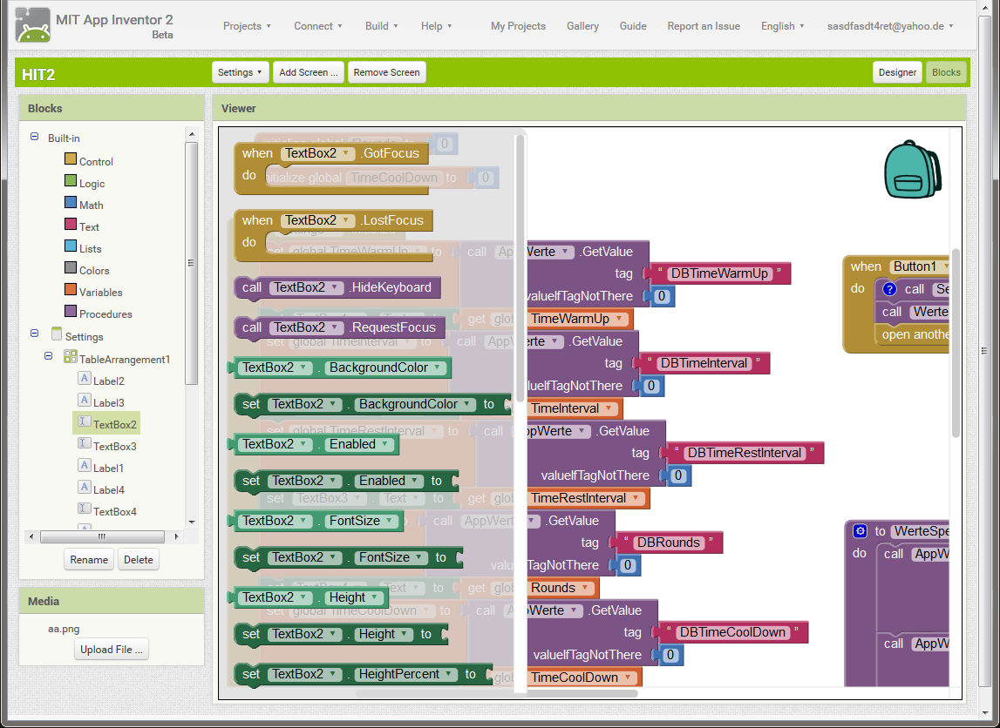 MIT App Inventor 2
Beta
Projects Connect Build Help My Projects Gallery Guide Report an Issue English sasdfasdt4ret@yahoo.de
HIT2
Settings Add Screen ... Remove Screen Designer Blocks
Blocks
Built-in
Control
Logic
Math
Text
Lists
Colors
Variables
Procedures
Settings
TableArrangement1
Label2
Label3
TextBox2
TextBox3
Label1
Label4
TextBox4
Rename Delete
Media
aa.png
Upload File ...
Viewer
initialize global Rounds to 0
when TextBox2 .GotFocus
do
initialize global TimeCoolDown to 0
when TextBox2 .LostFocus
do
set global TimeWarmUp to call AppWerte .GetValue
tag " DBTimeWarmUp "
valueIfTagNotThere 0
call TextBox2 .HideKeyboard
get global TimeWarmUp
call TextBox2 .RequestFocus
set global TimeInterval to call AppWerte .GetValue
tag " DBTimeInterval "
TextBox2 . BackgroundColor
valueIfTagNotThere 0
set TextBox2 . BackgroundColor to
TimeInterval
set global TimeRestInterval to call AppWerte .GetValue
TextBox2 . Enabled
tag " DBTimeRestInterval "
valueIfTagNotThere 0
set TextBox2 . Enabled to
set TextBox3 . Text to get global TimeRestInterval
TextBox2 . FontSize
call AppWerte .GetValue
tag " DBRounds "
set TextBox2 . FontSize to
valueIfTagNotThere 0
Text to get global Rounds
TextBox2 . Height
set global TimeCoolDown to call AppWerte .GetValue
tag " DBTimeCoolDown "
set TextBox2 . Height to
valueIfTagNotThere 0
set TextBox2 . HeightPercent to
global TimeCoolDown
when Button1
do ? call Se
call Werte
open anothe
to WerteSpe
do call AppW
call AppW